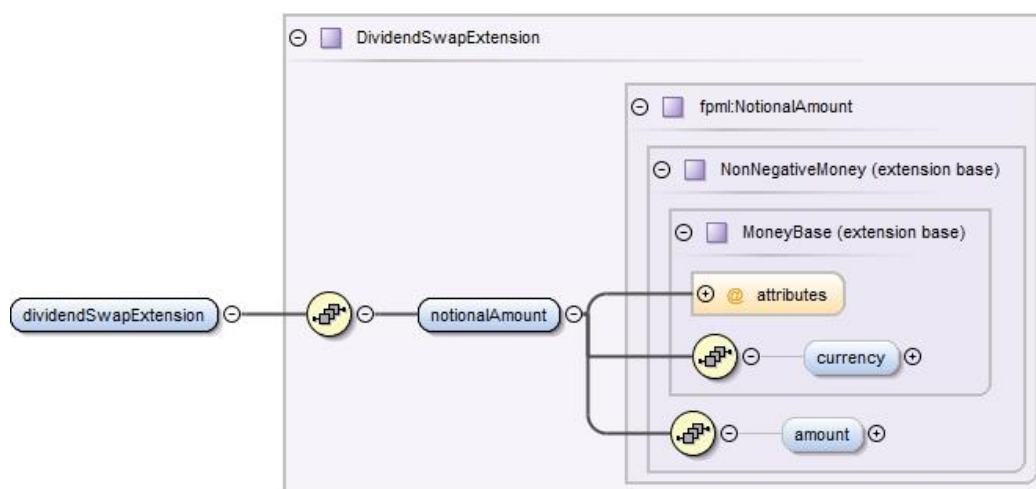 DividendSwapExtension
fpml:NotionalAmount
NonNegativeMoney (extension base)
MoneyBase (extension base)
@ attributes
dividendSwapExtension
notionalAmount
currency
amount